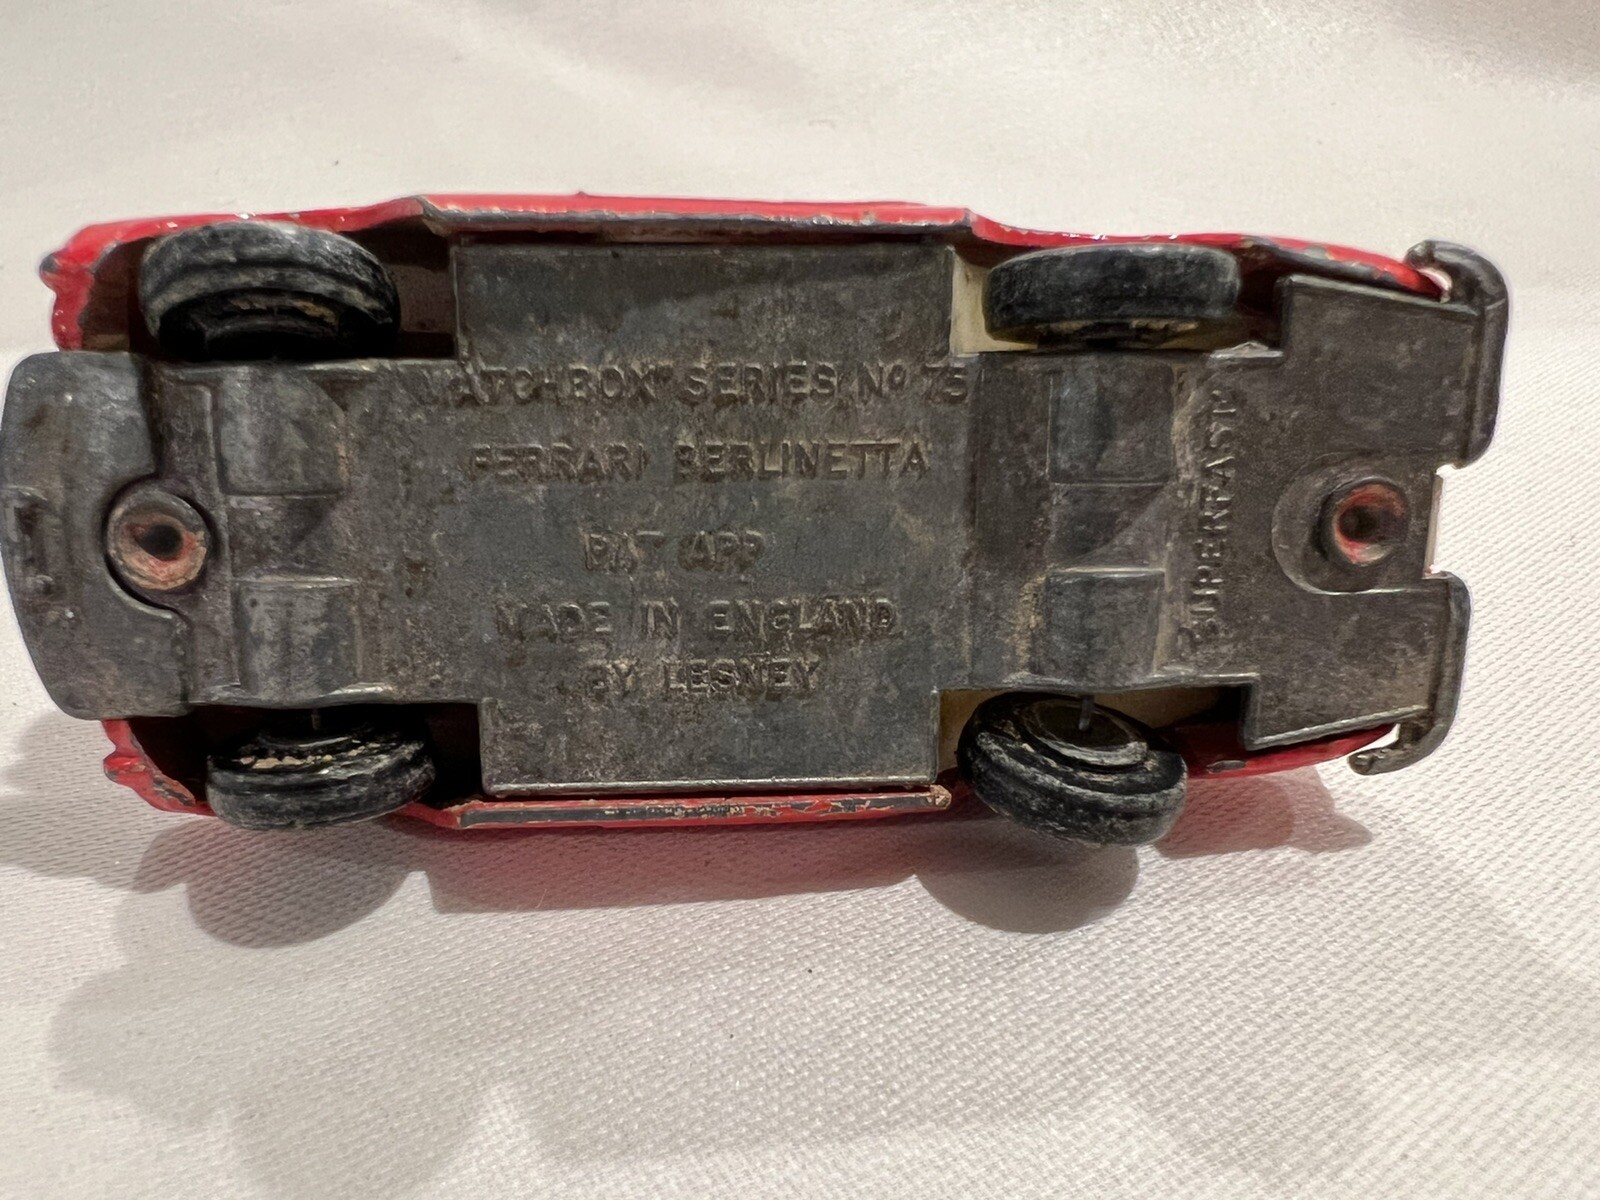 "MATCHBOX" SERIES Nº 75
FERRARI BERLINETTA
PAT APP
MADE IN ENGLAND
BY LESNEY
SUPERFAST